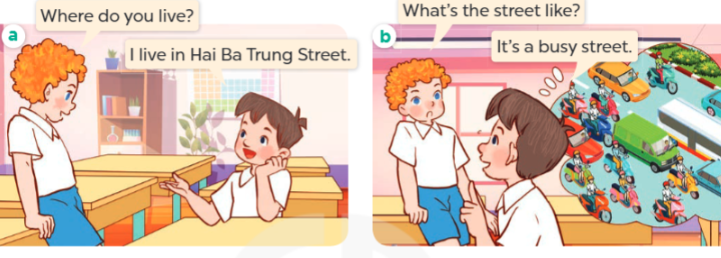 a
Where do you live?
I live in Hai Ba Trung Street.
b
What's the street like?
It's a busy street.